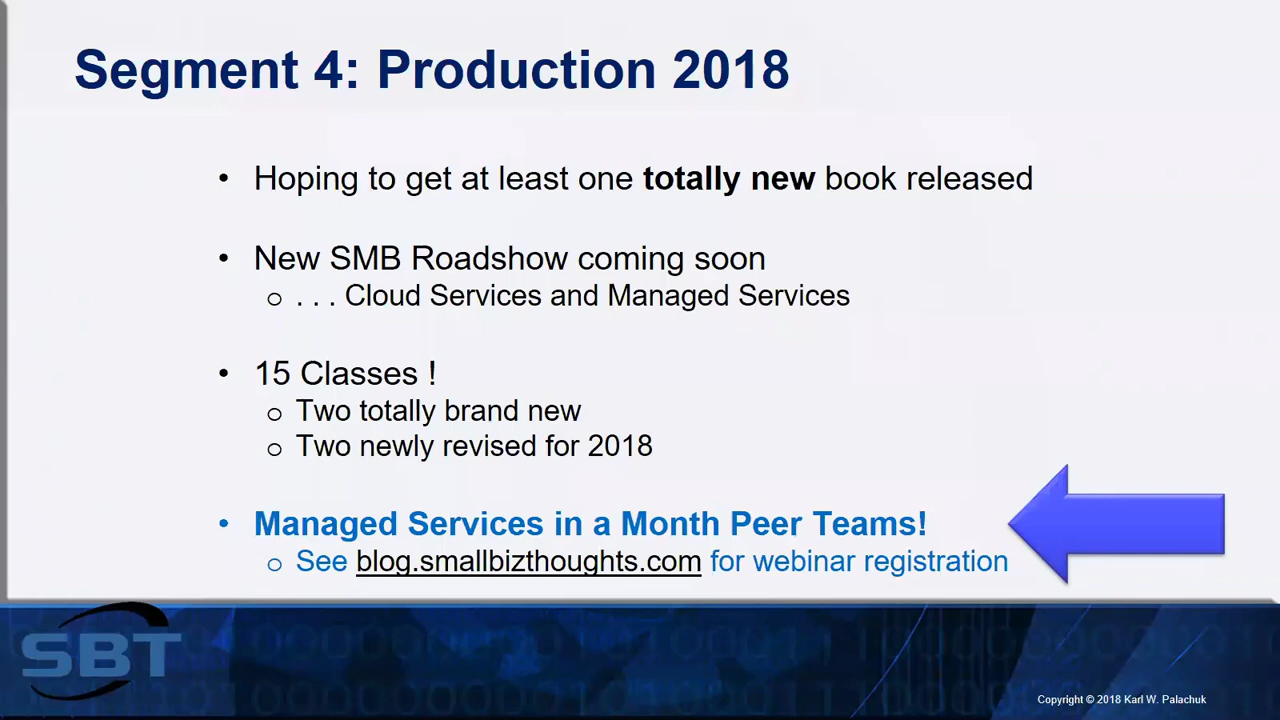 Segment 4: Production 2018
• Hoping to get at least one totally new book released
• New SMB Roadshow coming soon
o . . . Cloud Services and Managed Services
• 15 Classes !
o Two totally brand new
o Two newly revised for 2018
• Managed Services in a Month Peer Teams!
o See blog.smallbizthoughts.com for webinar registration
SBT
Copyright © 2018 Karl W. Palachuk